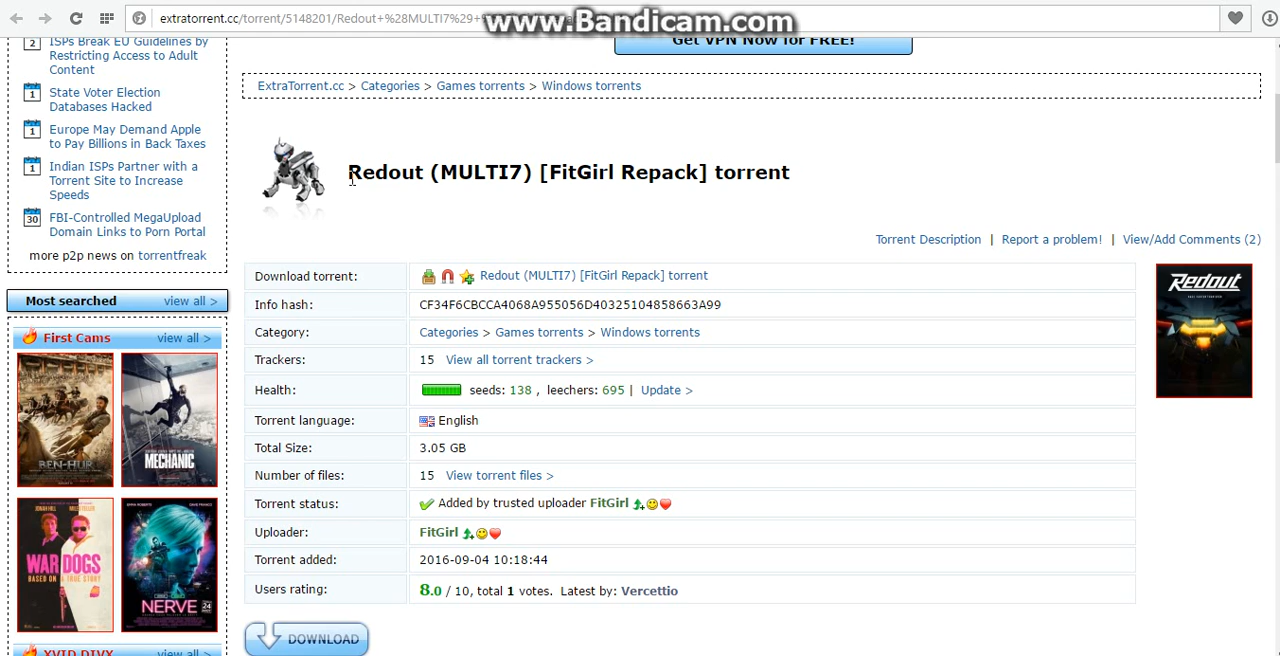 extratorrent.cc/torrent/5148201/Redout+%28MULTI7%29+
www.Bandicam.com
Get VPN Now for FREE!
2 ISPs Break EU Guidelines by
Restricting Access to Adult
Content
1 State Voter Election
Databases Hacked
1 Europe May Demand Apple
to Pay Billions in Back Taxes
1 Indian ISPs Partner with a
Torrent Site to Increase
Speeds
30 FBI-Controlled MegaUpload
Domain Links to Porn Portal
more p2p news on torrentfreak
Most searched view all >
First Cams view all >
BEN-HUR
MECHANIC
WAR DOGS
BASED ON A TRUE STORY
NERVE
XVID DIVX view all >
ExtraTorrent.cc > Categories > Games torrents > Windows torrents
Redout (MULTI7) [FitGirl Repack] torrent
Torrent Description | Report a problem! | View/Add Comments (2)
Download torrent: Redout (MULTI7) [FitGirl Repack] torrent
Info hash: CF34F6CBCCA4068A955056D40325104858663A99
Category: Categories > Games torrents > Windows torrents
Trackers: 15 View all torrent trackers >
Health: seeds: 138 , leechers: 695 | Update >
Torrent language: English
Total Size: 3.05 GB
Number of files: 15 View torrent files >
Torrent status: Added by trusted uploader FitGirl
Uploader: FitGirl
Torrent added: 2016-09-04 10:18:44
Users rating: 8.0 / 10, total 1 votes. Latest by: Vercettio
DOWNLOAD
Redout